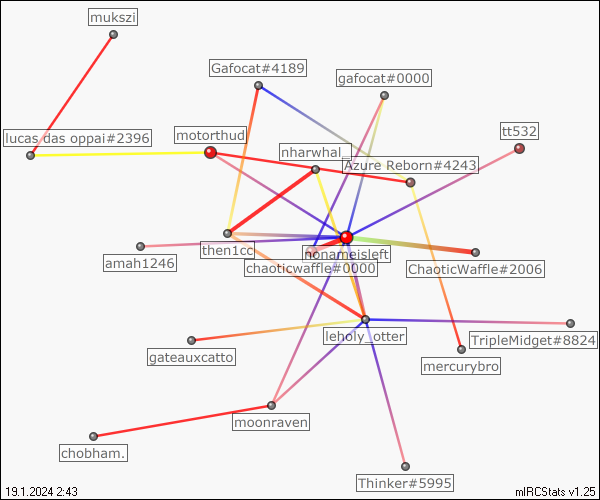 mukszi
Gafocat#4189
gafocat#0000
lucas das oppai#2396
motorthud
tt532
nharwhal_
Azure Reborn#4243
then1cc
nonameisleft
amah1246
chaoticwaffle#0000
ChaoticWaffle#2006
leholy_otter
TripleMidget#8824
gateauxcatto
mercurybro
moonraven
chobham.
Thinker#5995
19.1.2024 2:43
mIRCStats v1.25